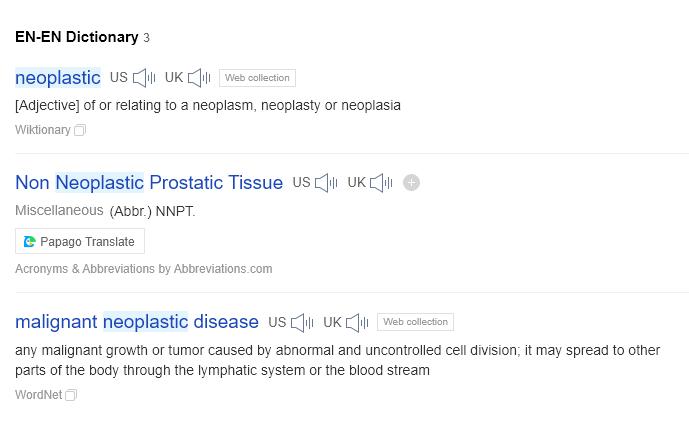 EN-EN Dictionary 3
neoplastic US UK Web collection
[Adjective] of or relating to a neoplasm, neoplasty or neoplasia
Wiktionary
Non Neoplastic Prostatic Tissue US UK
Miscellaneous (Abbr.) NNPT.
Papago Translate
Acronyms & Abbreviations by Abbreviations.com
malignant neoplastic disease US UK Web collection
any malignant growth or tumor caused by abnormal and uncontrolled cell division; it may spread to other
parts of the body through the lymphatic system or the blood stream
WordNet